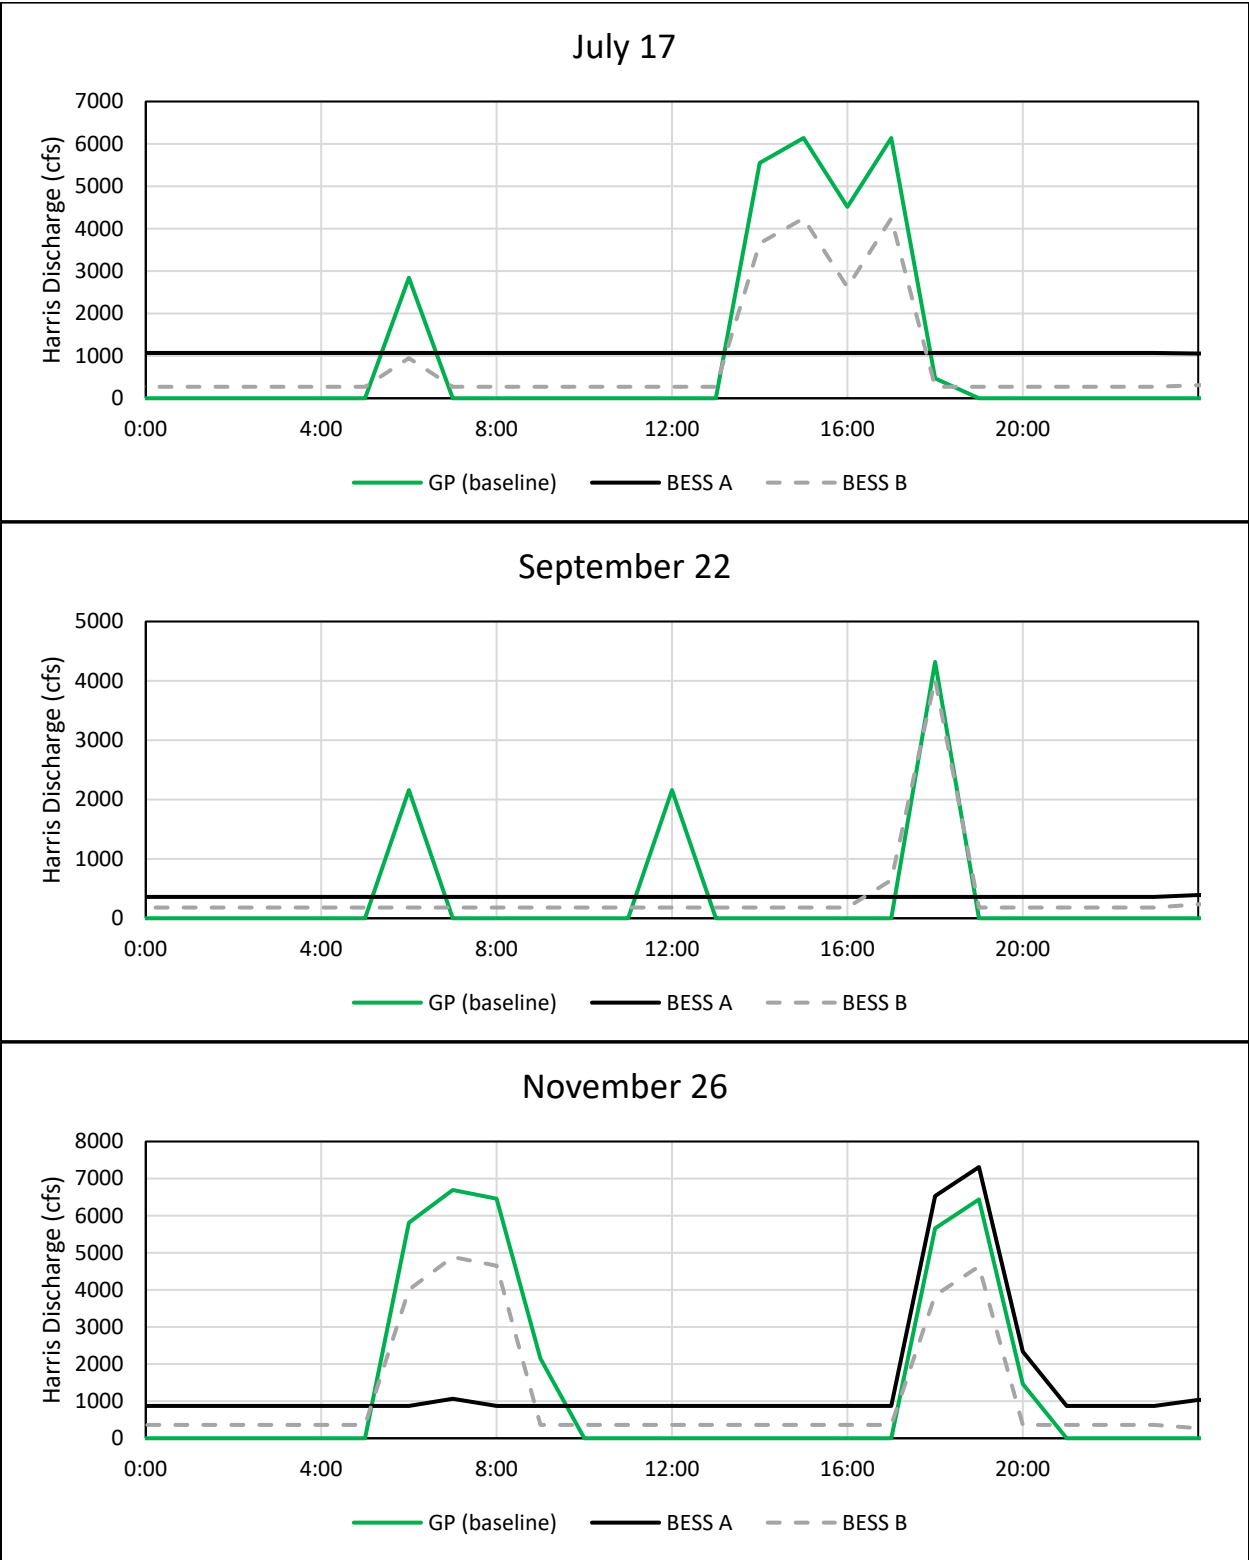 July 17
Harris Discharge (cfs)
7000
6000
5000
4000
3000
2000
1000
0
0:00 4:00 8:00 12:00 16:00 20:00
GP (baseline) BESS A BESS B
September 22
Harris Discharge (cfs)
5000
4000
3000
2000
1000
0
0:00 4:00 8:00 12:00 16:00 20:00
GP (baseline) BESS A BESS B
November 26
Harris Discharge (cfs)
8000
7000
6000
5000
4000
3000
2000
1000
0
0:00 4:00 8:00 12:00 16:00 20:00
GP (baseline) BESS A BESS B